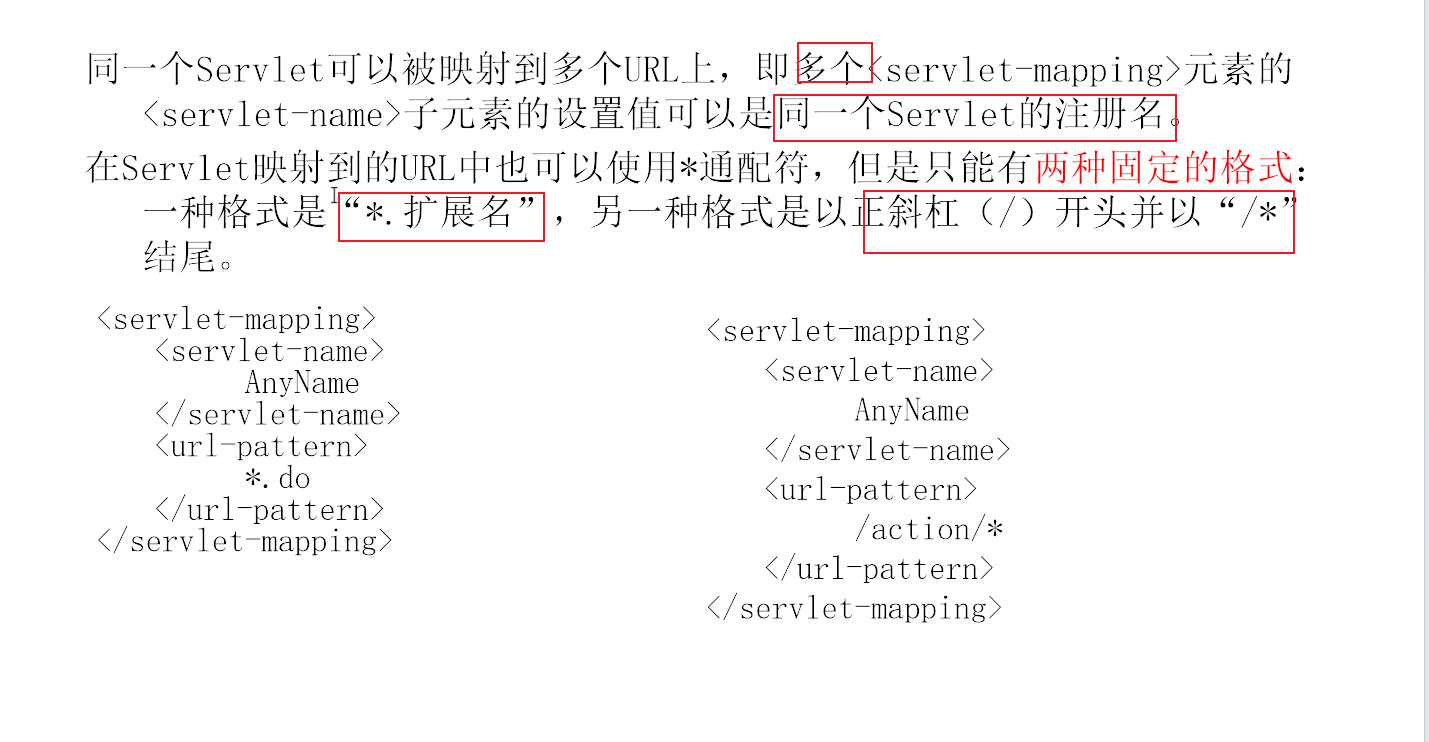 同一个Servlet可以被映射到多个URL上，即多个<servlet-mapping>元素的
<servlet-name>子元素的设置值可以是同一个Servlet的注册名。
在Servlet映射到的URL中也可以使用*通配符，但是只能有两种固定的格式：
一种格式是“*.扩展名”，另一种格式是以正斜杠（/）开头并以“/*”
结尾。
<servlet-mapping>
<servlet-name>
AnyName
</servlet-name>
<url-pattern>
*.do
</url-pattern>
</servlet-mapping>
<servlet-mapping>
<servlet-name>
AnyName
</servlet-name>
<url-pattern>
/action/*
</url-pattern>
</servlet-mapping>